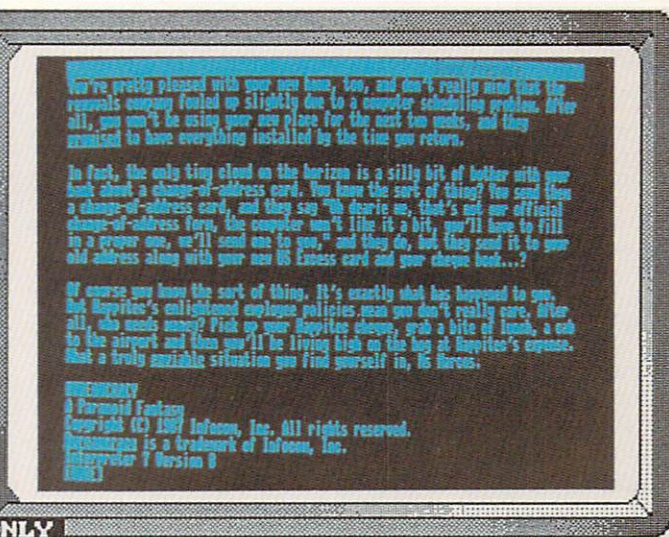 You're pretty pleased with your new home, too, and don't really mind that the
removals company fouled up slightly due to a computer scheduling problem. After
all, you won't be using your new place for the next two weeks, and they
promised to have everything installed by the time you return.
In fact, the only tiny cloud on the horizon is a silly bit of bother with your
bank about a change-of-address card. You know the sort of thing? You send them
a change-of-address card, and they say "Oh dearie me, that's not our official
change-of-address form, the computer won't like it a bit, you'll have to fill
in a proper one, we'll send one to you," and they do, but they send it to your
old address along with your new US Excess card and your cheque book...?
Of course you know the sort of thing. It's exactly what has happened to you.
But Happitec's enlightened employee policies mean you don't really care. After
all, who needs money? Pick up your Happitec cheque, grab a bite of lunch, a cab
to the airport and then you'll be living high on the hog at Happitec's expense.
What a truly enviable situation you find yourself in, Ms
BUREAUCRACY
A Paranoid Fantasy
Copyright (C) 1987 Infocom, Inc. All rights reserved.
Bureaucracy is a trademark of Infocom, Inc.
Interpreter 7 Version B
[MORE]
NLY